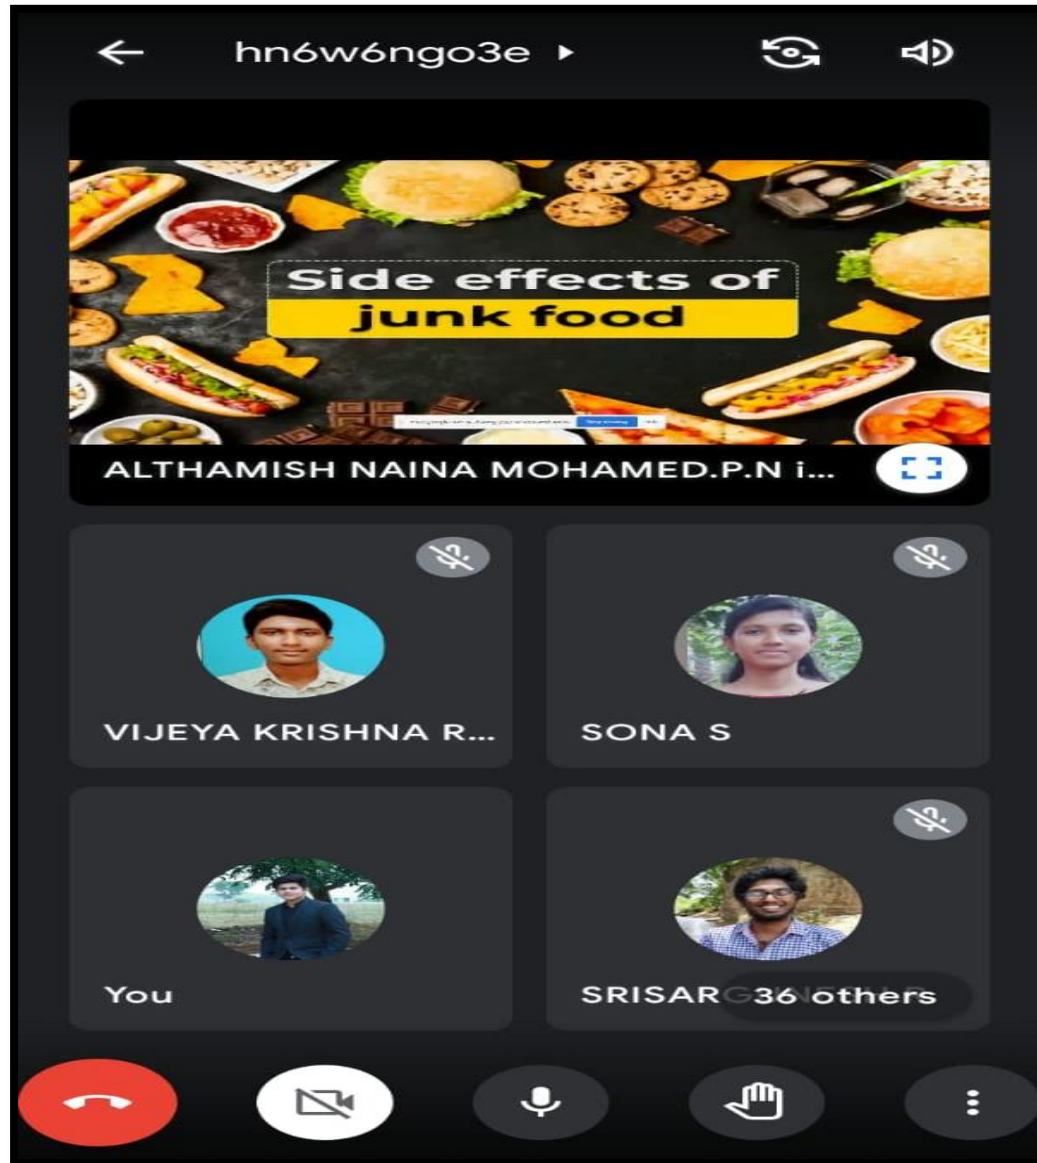 hn6w6ngo3e
Side effects of
junk food
ALTHAMISH NAINA MOHAMED.P.N i...
VIJEYA KRISHNA R...
SONA S
You
SRISAR
36 others